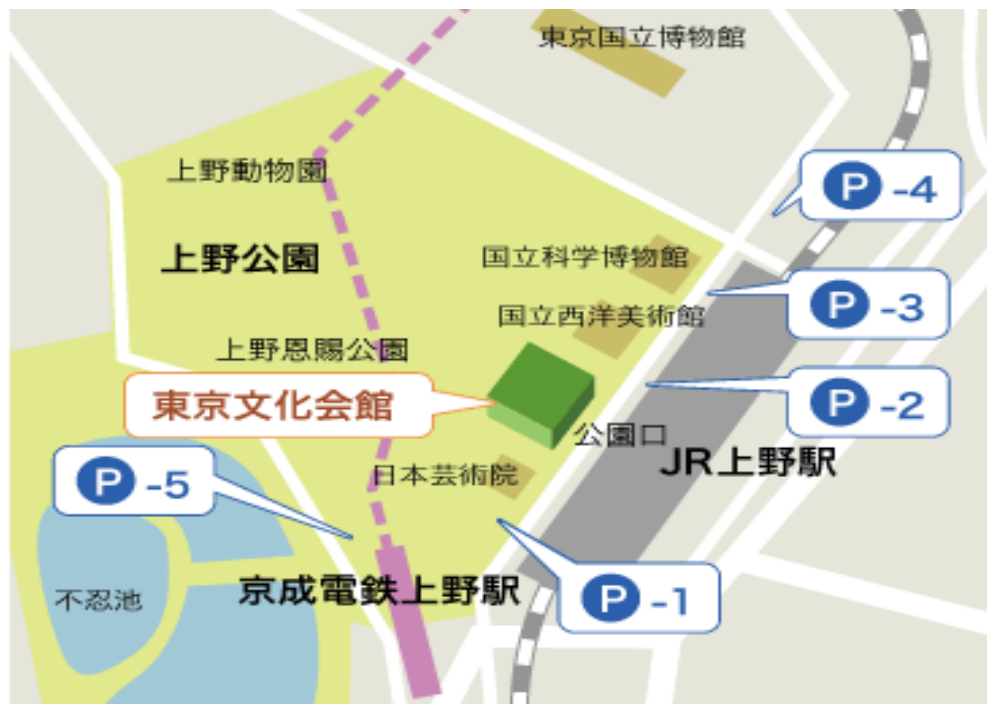 東京国立博物館
上野動物園
P -4
上野公園
国立科学博物館
P -3
国立西洋美術館
上野恩賜公園
P -2
東京文化会館
公園口
JR上野駅
日本芸術院
P -5
京成電鉄上野駅
P -1
不忍池